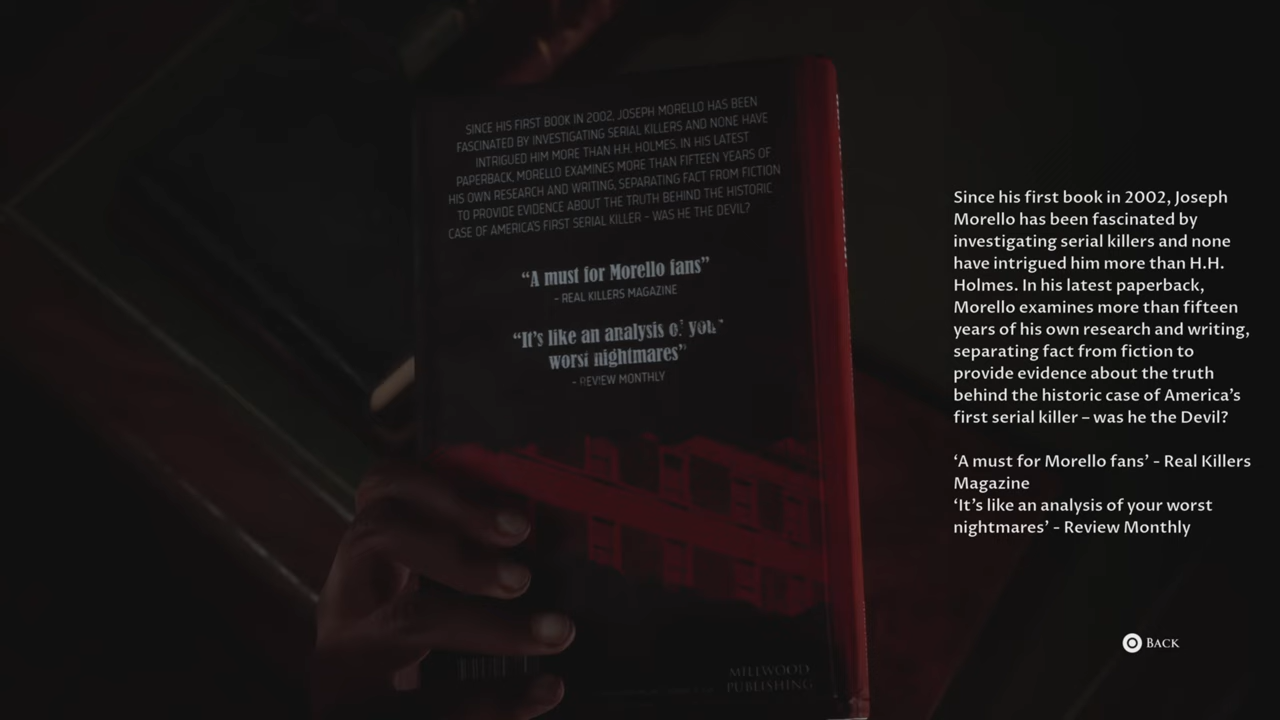 SINCE HIS FIRST BOOK IN 2002, JOSEPH MORELLO HAS BEEN
FASCINATED BY INVESTIGATING SERIAL KILLERS AND NONE HAVE
INTRIGUED HIM MORE THAN H.H. HOLMES. IN HIS LATEST
PAPERBACK, MORELLO EXAMINES MORE THAN FIFTEEN YEARS OF
HIS OWN RESEARCH AND WRITING, SEPARATING FACT FROM FICTION
TO PROVIDE EVIDENCE ABOUT THE TRUTH BEHIND THE HISTORIC
CASE OF AMERICA'S FIRST SERIAL KILLER – WAS HE THE DEVIL?
“A must for Morello fans”
- REAL KILLERS MAGAZINE
“It's like an analysis of your
worst nightmares”
- REVIEW MONTHLY
MILLWOOD
PUBLISHING
Since his first book in 2002, Joseph
Morello has been fascinated by
investigating serial killers and none
have intrigued him more than H.H.
Holmes. In his latest paperback,
Morello examines more than fifteen
years of his own research and writing,
separating fact from fiction to
provide evidence about the truth
behind the historic case of America's
first serial killer – was he the Devil?
‘A must for Morello fans’ - Real Killers
Magazine
‘It's like an analysis of your worst
nightmares’ - Review Monthly
BACK